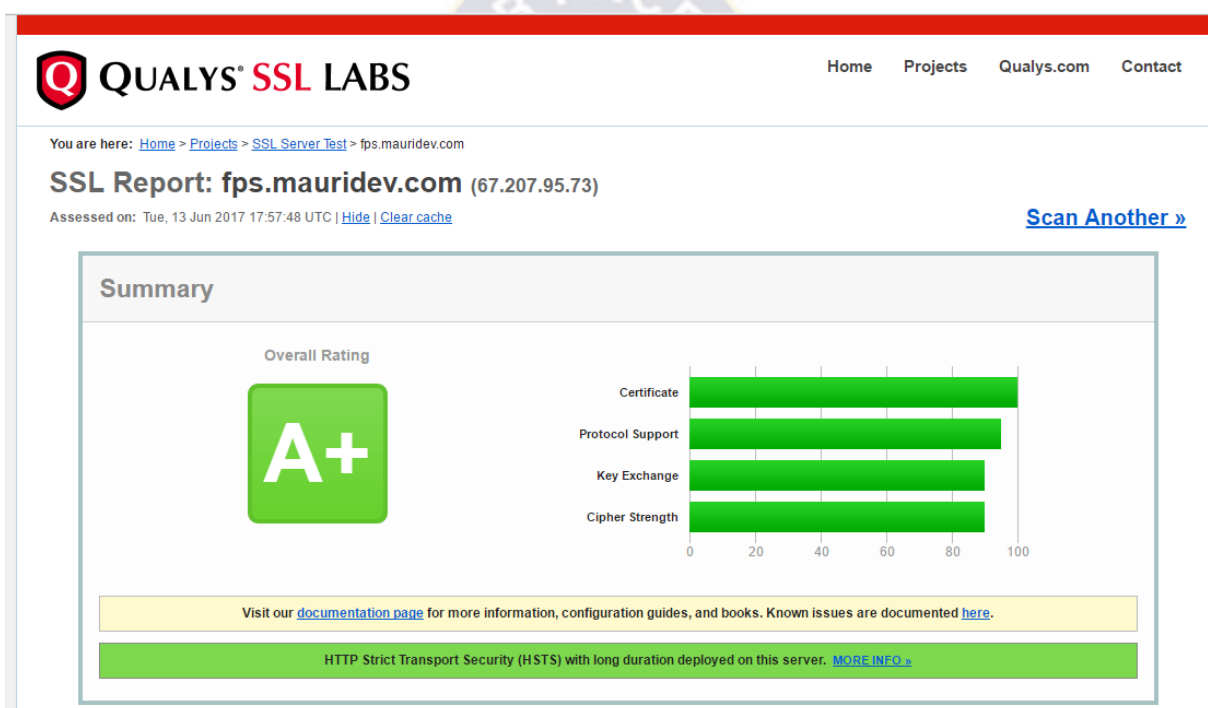 QUALYS® SSL LABS
Home Projects Qualys.com Contact
You are here: Home > Projects > SSL Server Test > fps.mauridev.com
SSL Report: fps.mauridev.com (67.207.95.73)
Assessed on: Tue, 13 Jun 2017 17:57:48 UTC | Hide | Clear cache
Scan Another »
Summary
Overall Rating
A+
Certificate
Protocol Support
Key Exchange
Cipher Strength
0 20 40 60 80 100
Visit our documentation page for more information, configuration guides, and books. Known issues are documented here.
HTTP Strict Transport Security (HSTS) with long duration deployed on this server. MORE INFO »